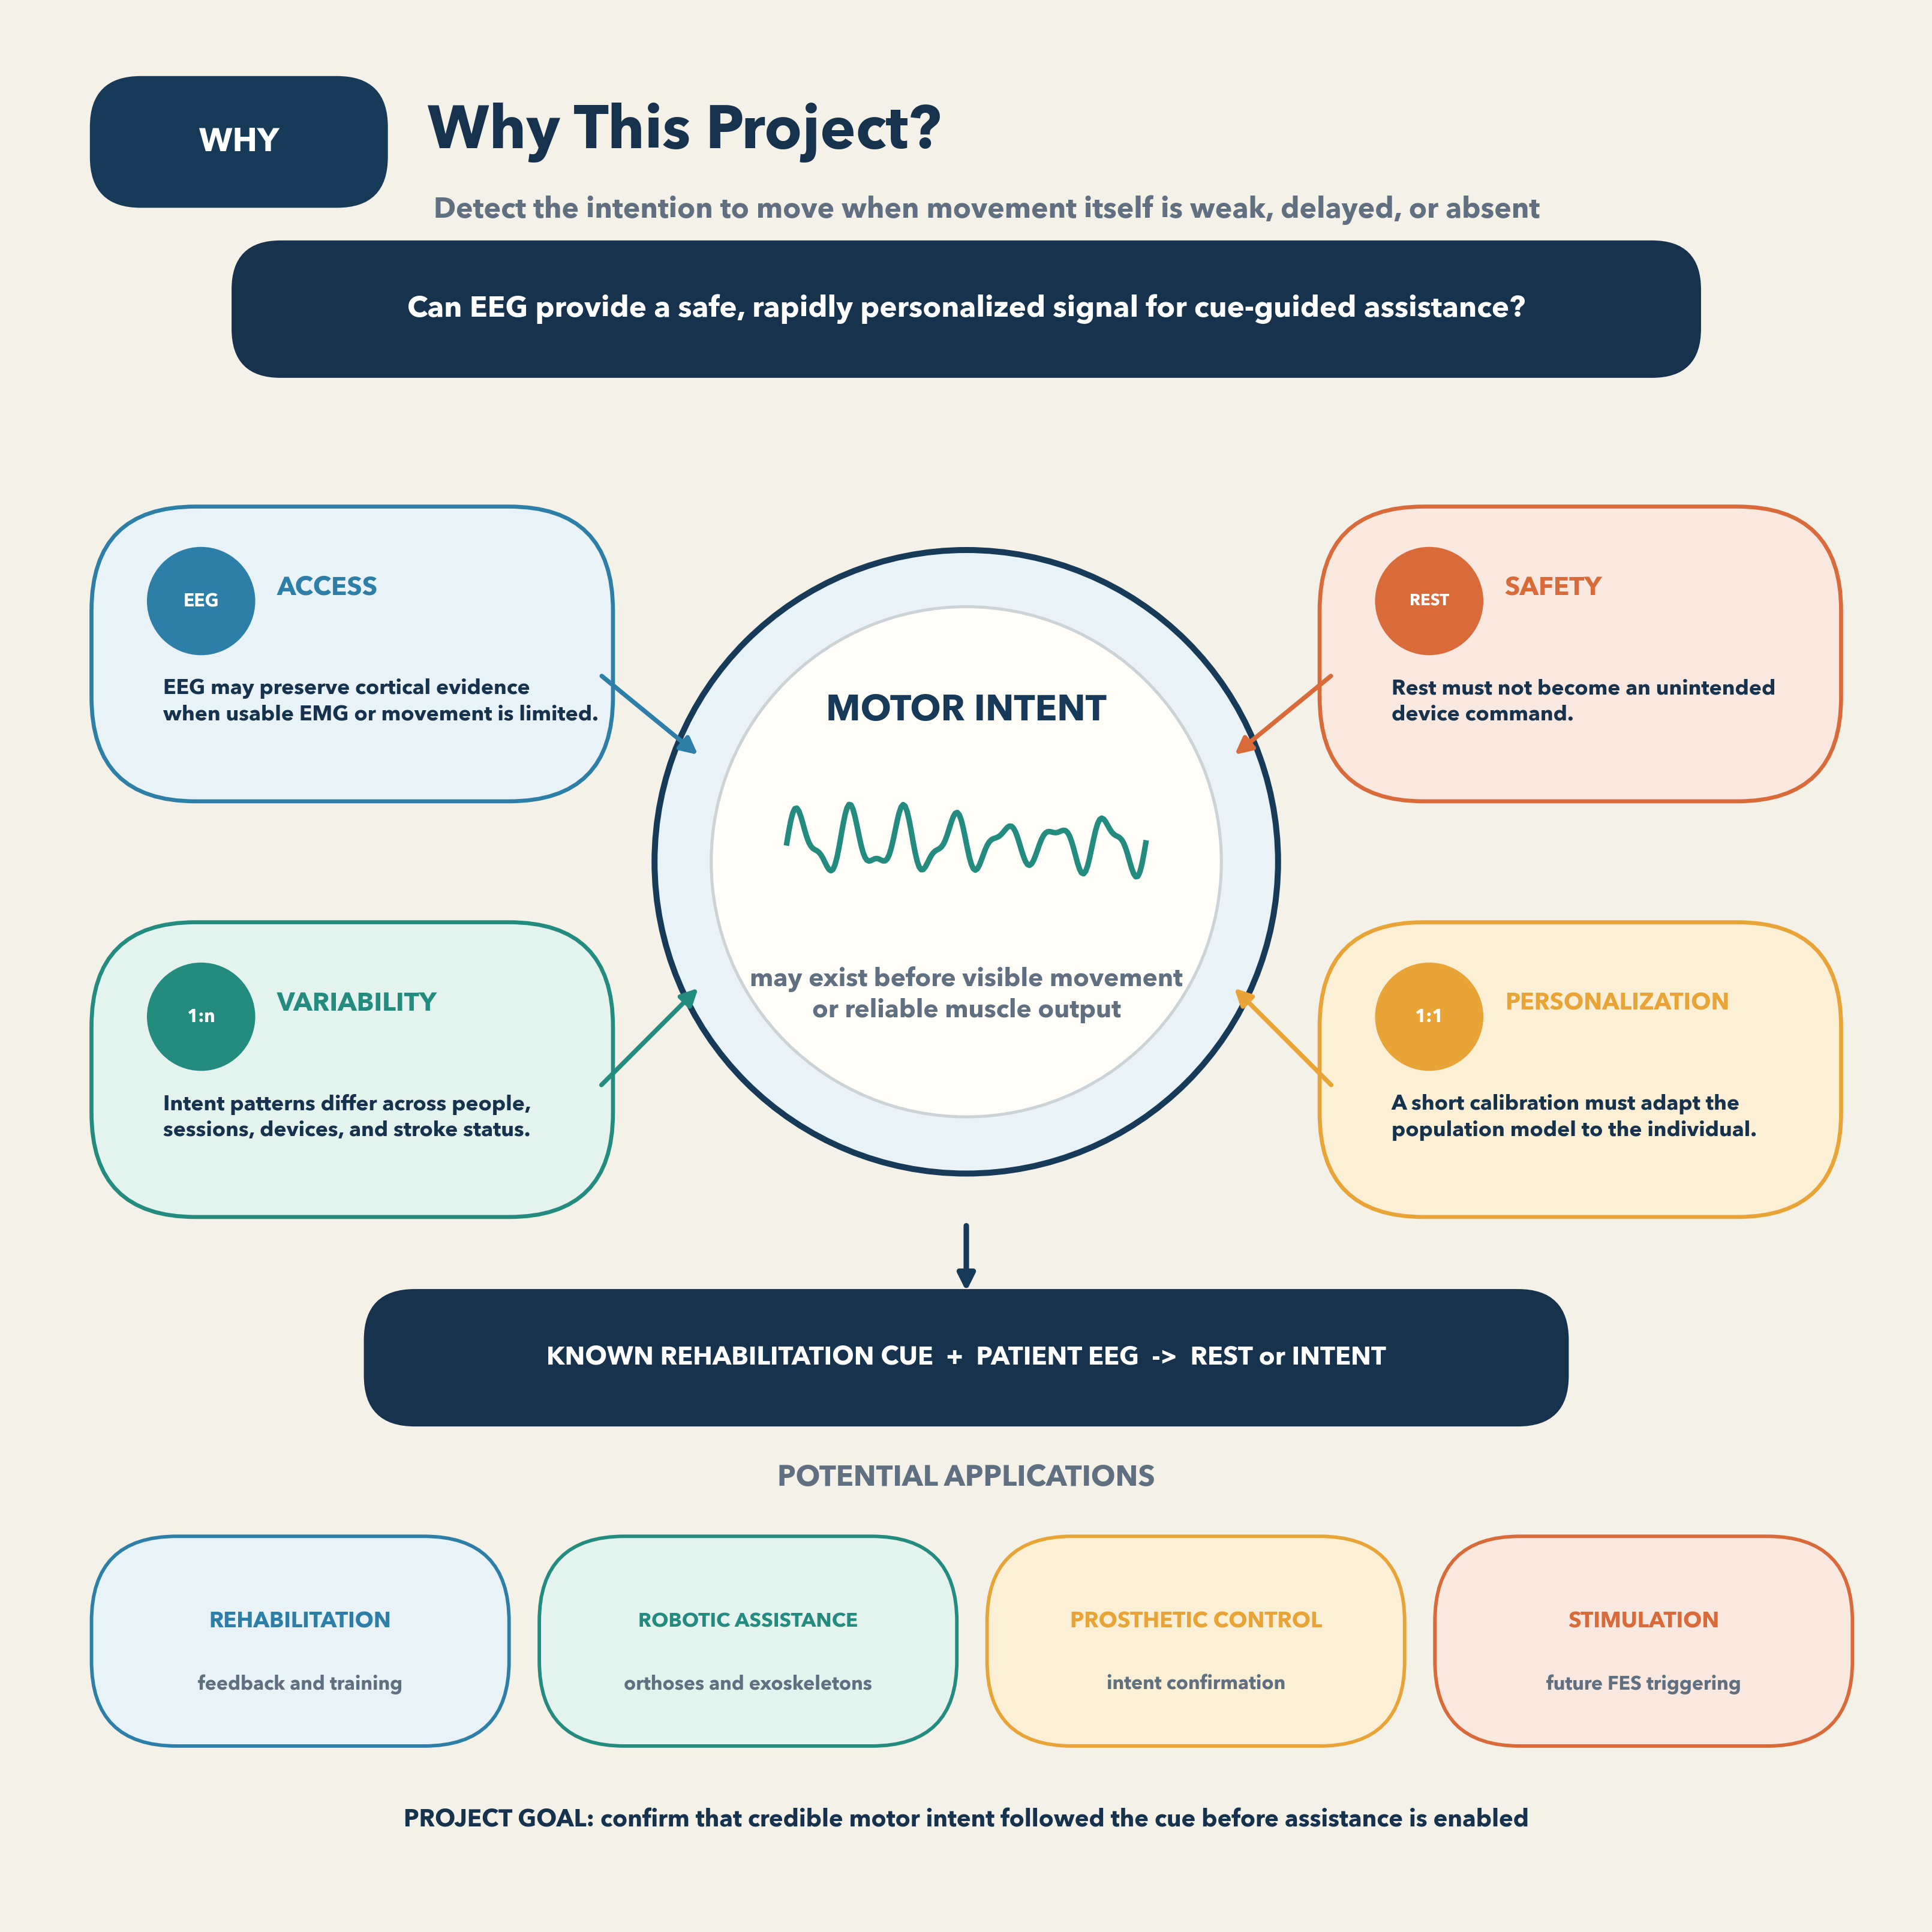 WHY
Why This Project?
Detect the intention to move when movement itself is weak, delayed, or absent
Can EEG provide a safe, rapidly personalized signal for cue-guided assistance?
EEG
ACCESS
EEG may preserve cortical evidence
when usable EMG or movement is limited.
REST
SAFETY
Rest must not become an unintended
device command.
MOTOR INTENT
may exist before visible movement
or reliable muscle output
1:n
VARIABILITY
Intent patterns differ across people,
sessions, devices, and stroke status.
1:1
PERSONALIZATION
A short calibration must adapt the
population model to the individual.
KNOWN REHABILITATION CUE + PATIENT EEG -> REST or INTENT
POTENTIAL APPLICATIONS
REHABILITATION
feedback and training
ROBOTIC ASSISTANCE
orthoses and exoskeletons
PROSTHETIC CONTROL
intent confirmation
STIMULATION
future FES triggering
PROJECT GOAL: confirm that credible motor intent followed the cue before assistance is enabled